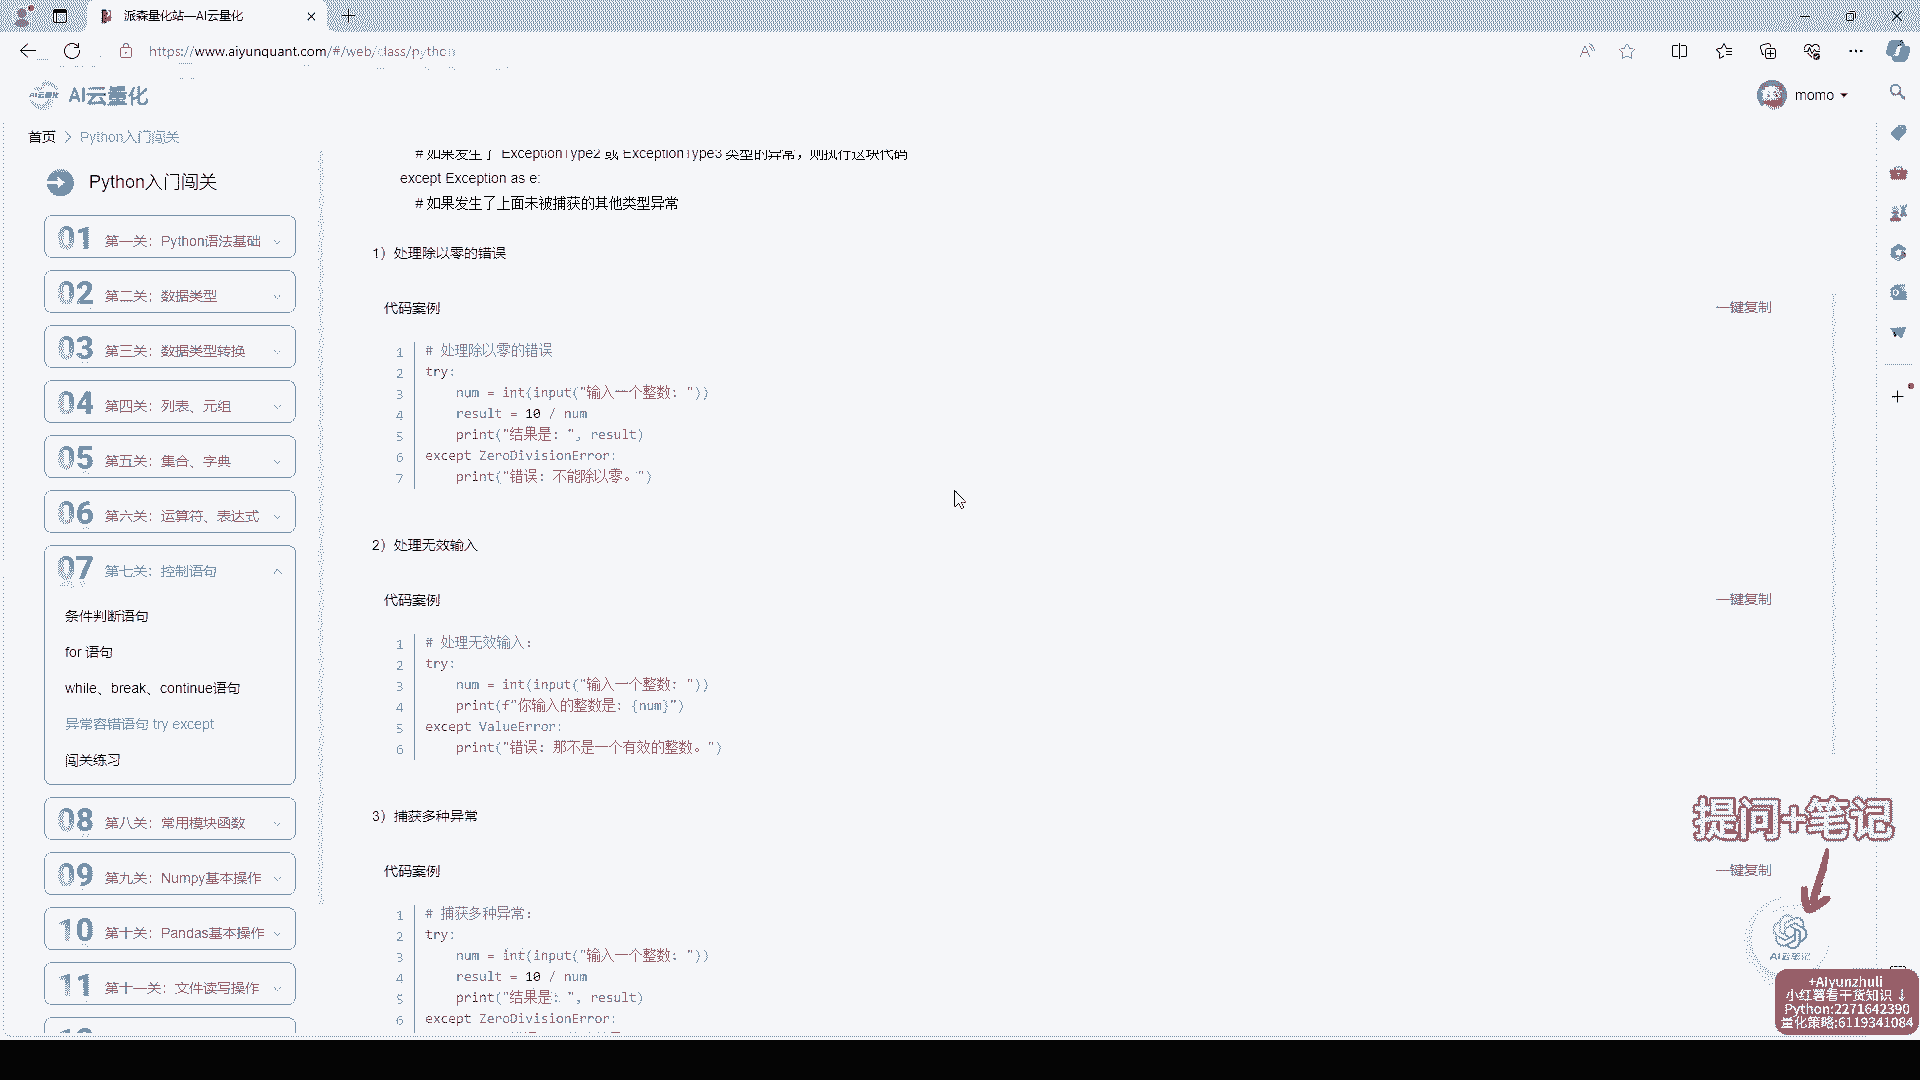 派森量化站—AI云量化
https://www.aiyunquant.com/#/web/class/python
AI云量化
momo
首页 > Python入门闯关
Python入门闯关
01 第一关：Python语法基础
02 第二关：数据类型
03 第三关：数据类型转换
04 第四关：列表、元组
05 第五关：集合、字典
06 第六关：运算符、表达式
07 第七关：控制语句
条件判断语句
for 语句
while、break、continue语句
异常容错语句 try except
闯关练习
08 第八关：常用模块函数
09 第九关：Numpy基本操作
10 第十关：Pandas基本操作
11 第十一关：文件读写操作
# 如果发生了 ExceptionType2 或 ExceptionType3 类型的异常，则执行这块代码
except Exception as e:
# 如果发生了上面未被捕获的其他类型异常
1）处理除以零的错误
代码案例 一键复制
1 # 处理除以零的错误
2 try:
3 num = int(input("输入一个整数: "))
4 result = 10 / num
5 print("结果是: ", result)
6 except ZeroDivisionError:
7 print("错误: 不能除以零。")
2）处理无效输入
代码案例 一键复制
1 # 处理无效输入:
2 try:
3 num = int(input("输入一个整数: "))
4 print(f"你输入的整数是: {num}")
5 except ValueError:
6 print("错误: 那不是一个有效的整数。")
3）捕获多种异常
代码案例 一键复制
1 # 捕获多种异常:
2 try:
3 num = int(input("输入一个整数: "))
4 result = 10 / num
5 print("结果是: ", result)
6 except ZeroDivisionError:
提问+笔记
AI云笔记
+AIyunzhuli
小红薯看干货知识 ↓
Python:2271642390
量化策略:6119341084